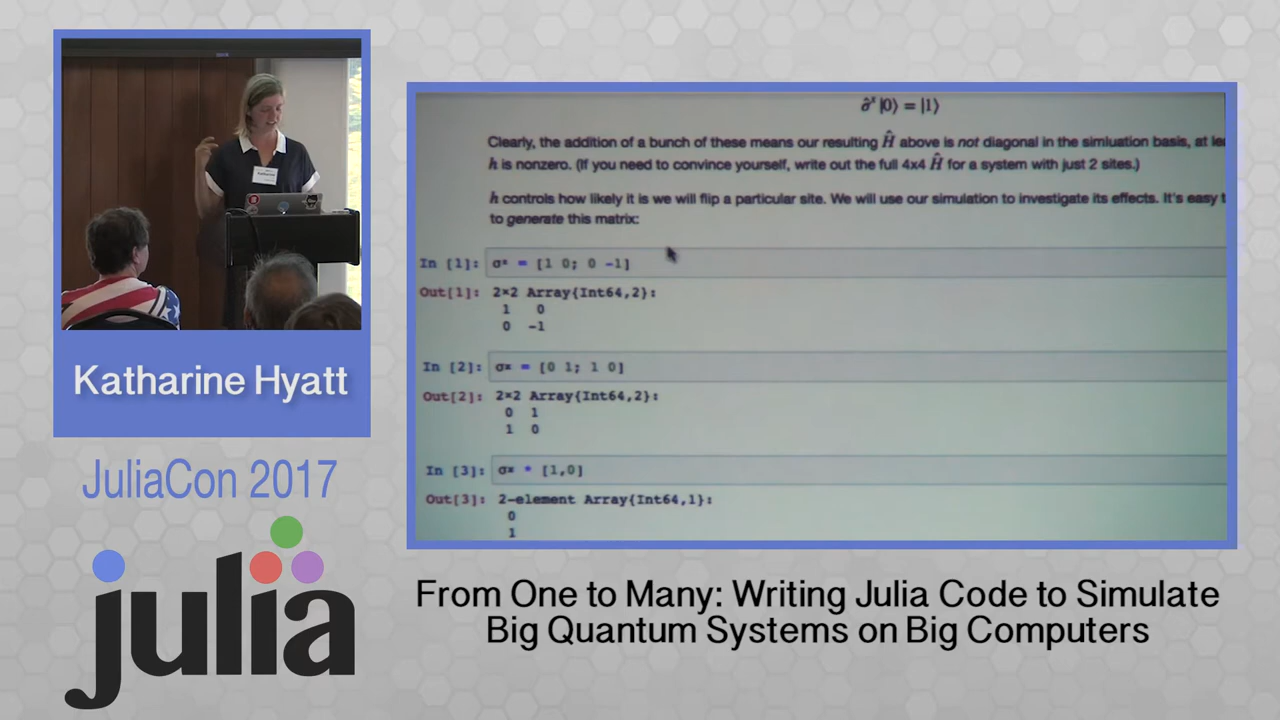 Katharine Hyatt
JuliaCon 2017
julia
σ̂ˣ |0⟩ = |1⟩
Clearly, the addition of a bunch of these means our resulting Ĥ above is not diagonal in the simluation basis, at
h is nonzero. (If you need to convince yourself, write out the full 4x4 Ĥ for a system with just 2 sites.)
h controls how likely it is we will flip a particular site. We will use our simulation to investigate its effects. It's easy
to generate this matrix:
In [1]: σᶻ = [1 0; 0 -1]
Out[1]: 2×2 Array{Int64,2}:
1 0
0 -1
In [2]: σˣ = [0 1; 1 0]
Out[2]: 2×2 Array{Int64,2}:
0 1
1 0
In [3]: σˣ * [1,0]
Out[3]: 2-element Array{Int64,1}:
0
1
From One to Many: Writing Julia Code to Simulate
Big Quantum Systems on Big Computers